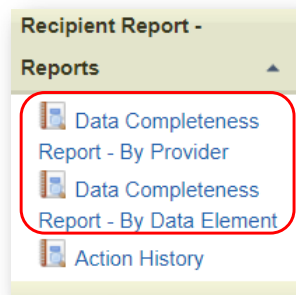 Recipient Report -
Reports
Data Completeness
Report - By Provider
Data Completeness
Report - By Data Element
Action History